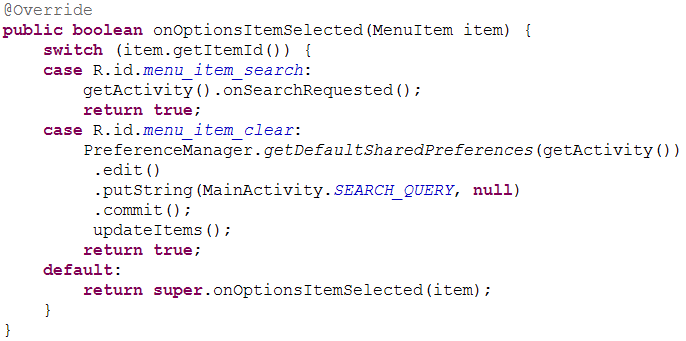 @Override
public boolean onOptionsItemSelected(MenuItem item) {
    switch (item.getItemId()) {
    case R.id.menu_item_search:
        getActivity().onSearchRequested();
        return true;
    case R.id.menu_item_clear:
        PreferenceManager.getDefaultSharedPreferences(getActivity())
         .edit()
         .putString(MainActivity.SEARCH_QUERY, null)
         .commit();
         updateItems();
        return true;
    default:
        return super.onOptionsItemSelected(item);
    }
}